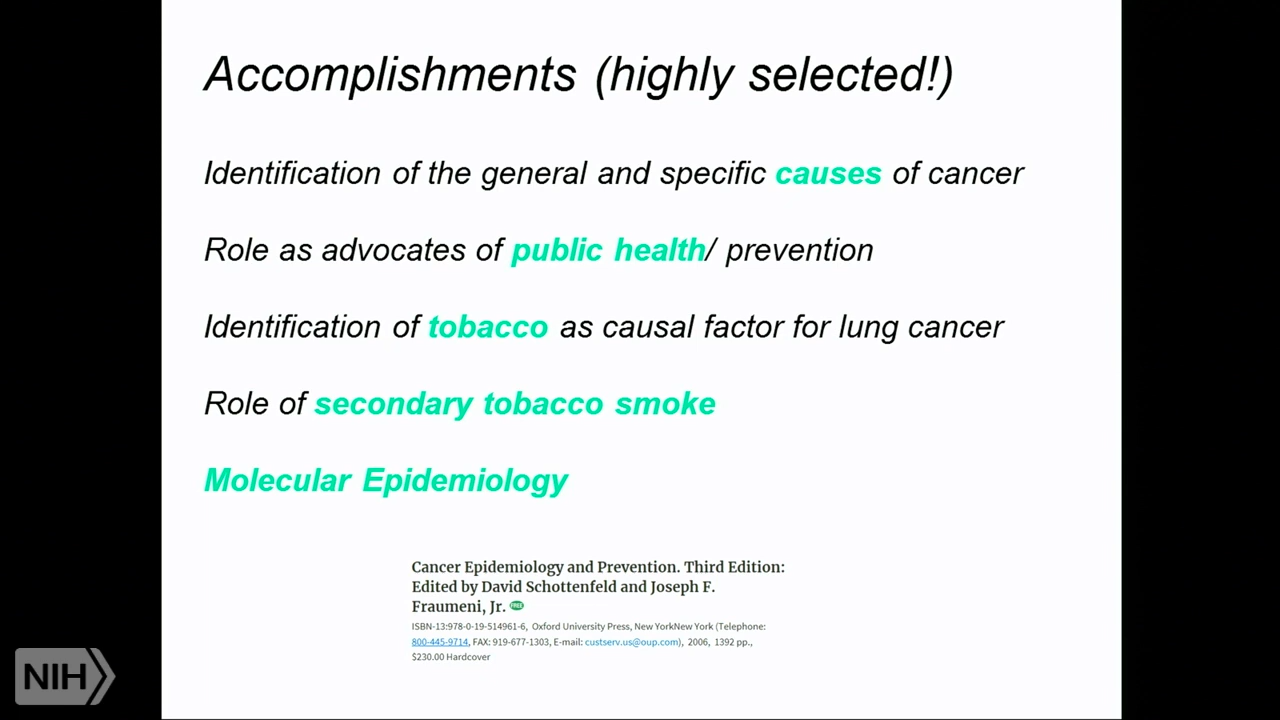 Accomplishments (highly selected!)
Identification of the general and specific causes of cancer
Role as advocates of public health/ prevention
Identification of tobacco as causal factor for lung cancer
Role of secondary tobacco smoke
Molecular Epidemiology
Cancer Epidemiology and Prevention. Third Edition:
Edited by David Schottenfeld and Joseph F.
Fraumeni, Jr. FREE
ISBN-13:978-0-19-514961-6, Oxford University Press, New YorkNew York (Telephone:
800-445-9714, FAX: 919-677-1303, E-mail: custserv.us@oup.com), 2006, 1392 pp.,
$230.00 Hardcover
NIH